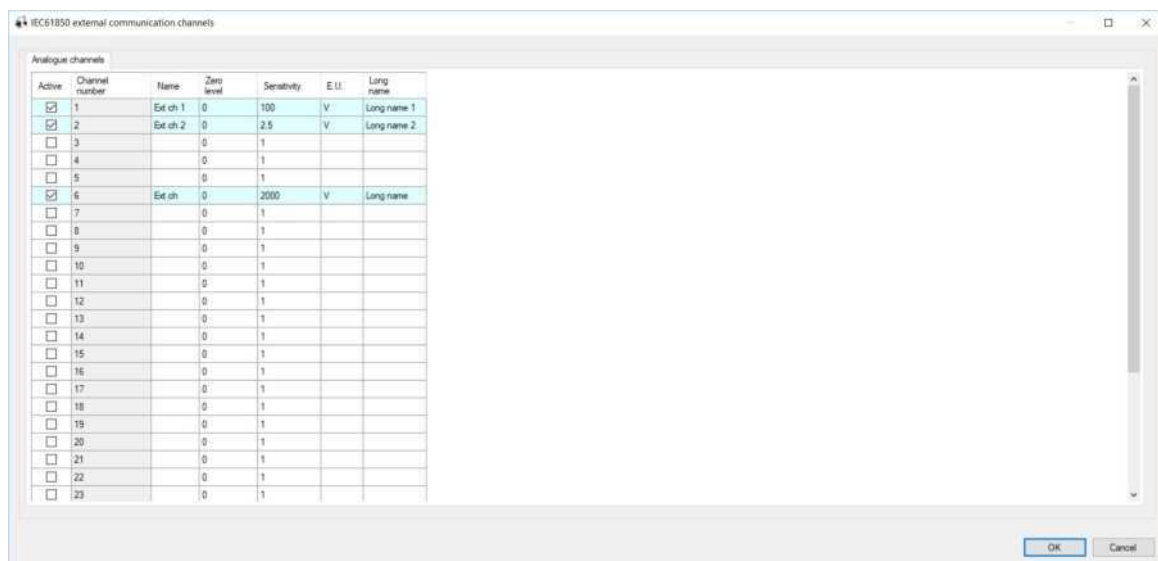 IEC61850 external communication channels
Analogue channels
Active Channel number Name Zero level Sensitivity E.U. Long name
1 Ext ch 1 0 100 V Long name 1
2 Ext ch 2 0 2.5 V Long name 2
3 0 1
4 0 1
5 0 1
6 Ext ch 0 2000 V Long name
7 0 1
8 0 1
9 0 1
10 0 1
11 0 1
12 0 1
13 0 1
14 0 1
15 0 1
16 0 1
17 0 1
18 0 1
19 0 1
20 0 1
21 0 1
22 0 1
23 0 1
OK Cancel